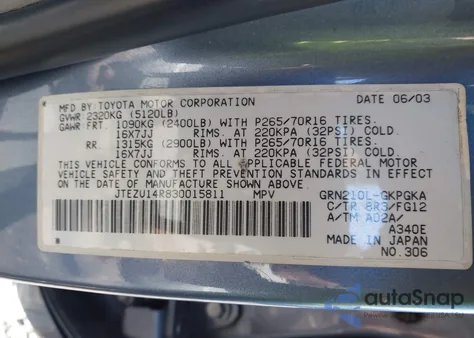 MFD. BY: TOYOTA MOTOR CORPORATION DATE 06/03
GVWR 2320KG (5120LB)
GAWR FRT. 1090KG (2400LB) WITH P265/70R16 TIRES.
16X7JJ RIMS. AT 220KPA (32PSI) COLD.
RR. 1315KG (2900LB) WITH P265/70R16 TIRES.
16X7JJ RIMS. AT 220KPA (32PSI) COLD.
THIS VEHICLE CONFORMS TO ALL APPLICABLE FEDERAL MOTOR
VEHICLE SAFETY AND THEFT PREVENTION STANDARDS IN EFFECT
ON THE DATE OF MANUFACTURE SHOWN ABOVE.
JTEZU14R830015811 MPV GRN210L-GKPGKA
C/TR 8R3/FG12
A/TM A02A/
A340E
MADE IN JAPAN
NO.306
autoSnap